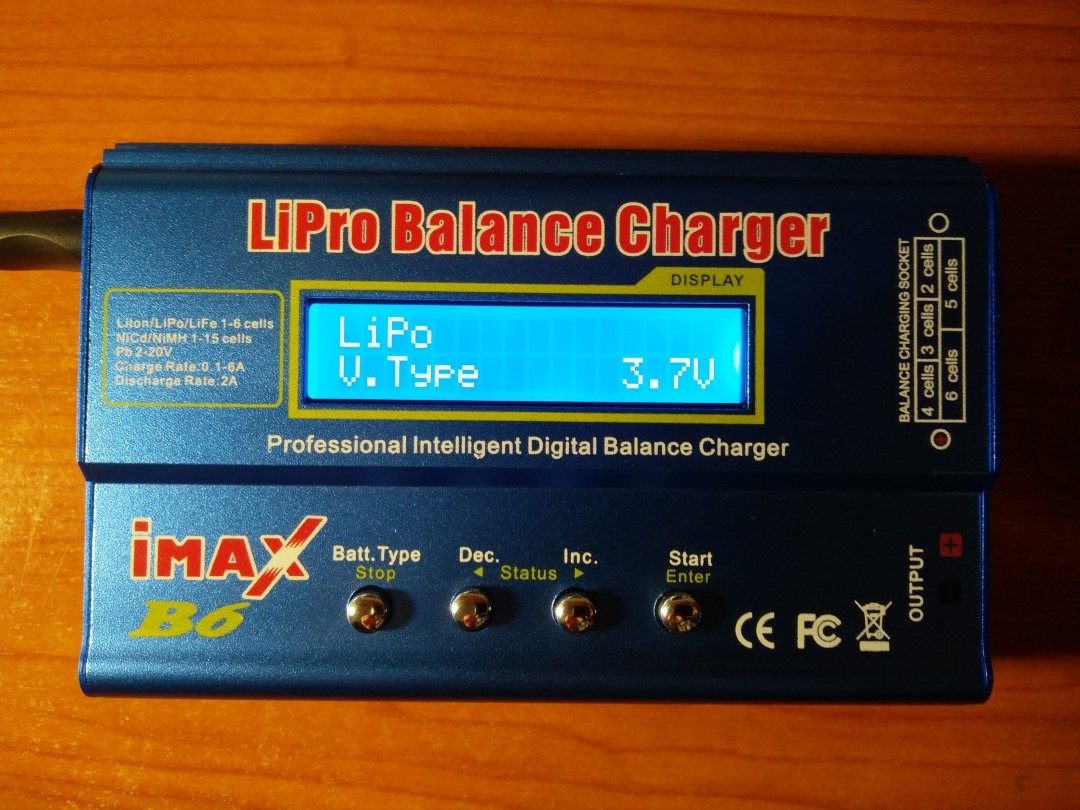 LiPro Balance Charger
DISPLAY
LiPo
V.Type 3.7V
LiIon/LiPo/LiFe 1-6 cells
NiCd/NiMH 1-15 cells
Pb 2-20V
Charge Rate:0.1-6A
Discharge Rate:2A
Professional Intelligent Digital Balance Charger
BALANCE CHARGING SOCKET
4 cells 3 cells 2 cells
6 cells 5 cells
+
iMAX
B6
Batt.Type Dec. Inc. Start
Stop ◄ Status ► Enter
CE FC
OUTPUT
+